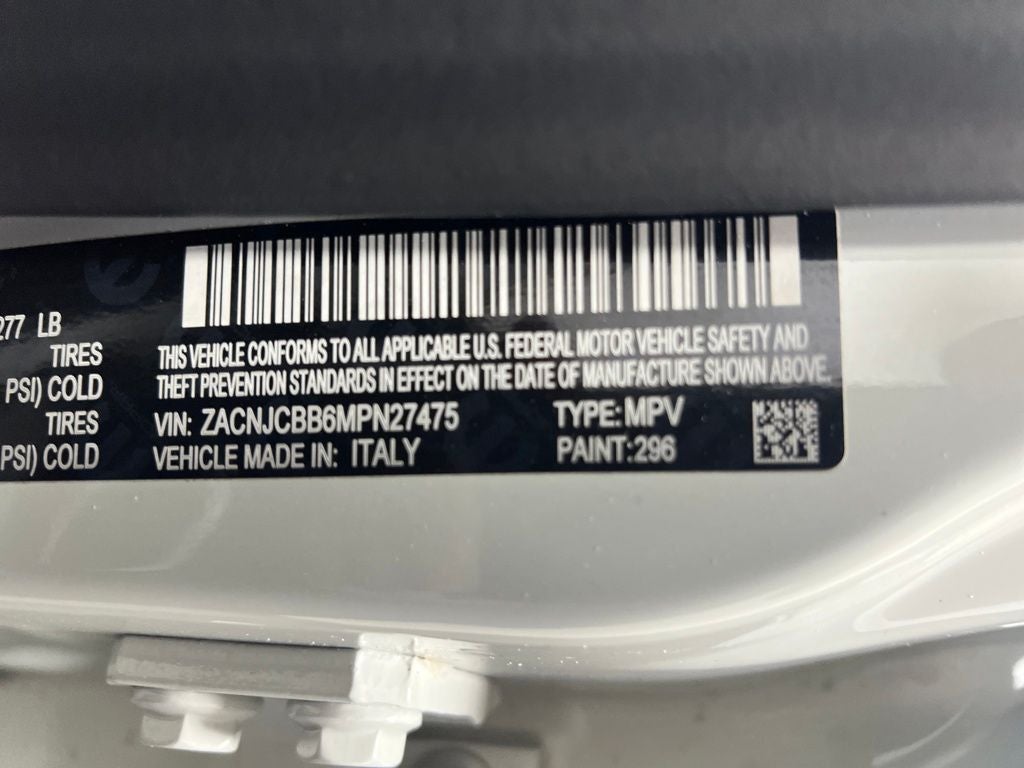 277 LB
TIRES
PSI) COLD
TIRES
PSI) COLD
THIS VEHICLE CONFORMS TO ALL APPLICABLE U.S. FEDERAL MOTOR VEHICLE SAFETY AND
THEFT PREVENTION STANDARDS IN EFFECT ON THE DATE OF MANUFACTURE SHOWN ABOVE.
VIN: ZACNJCBB6MPN27475 TYPE: MPV
VEHICLE MADE IN: ITALY PAINT:296